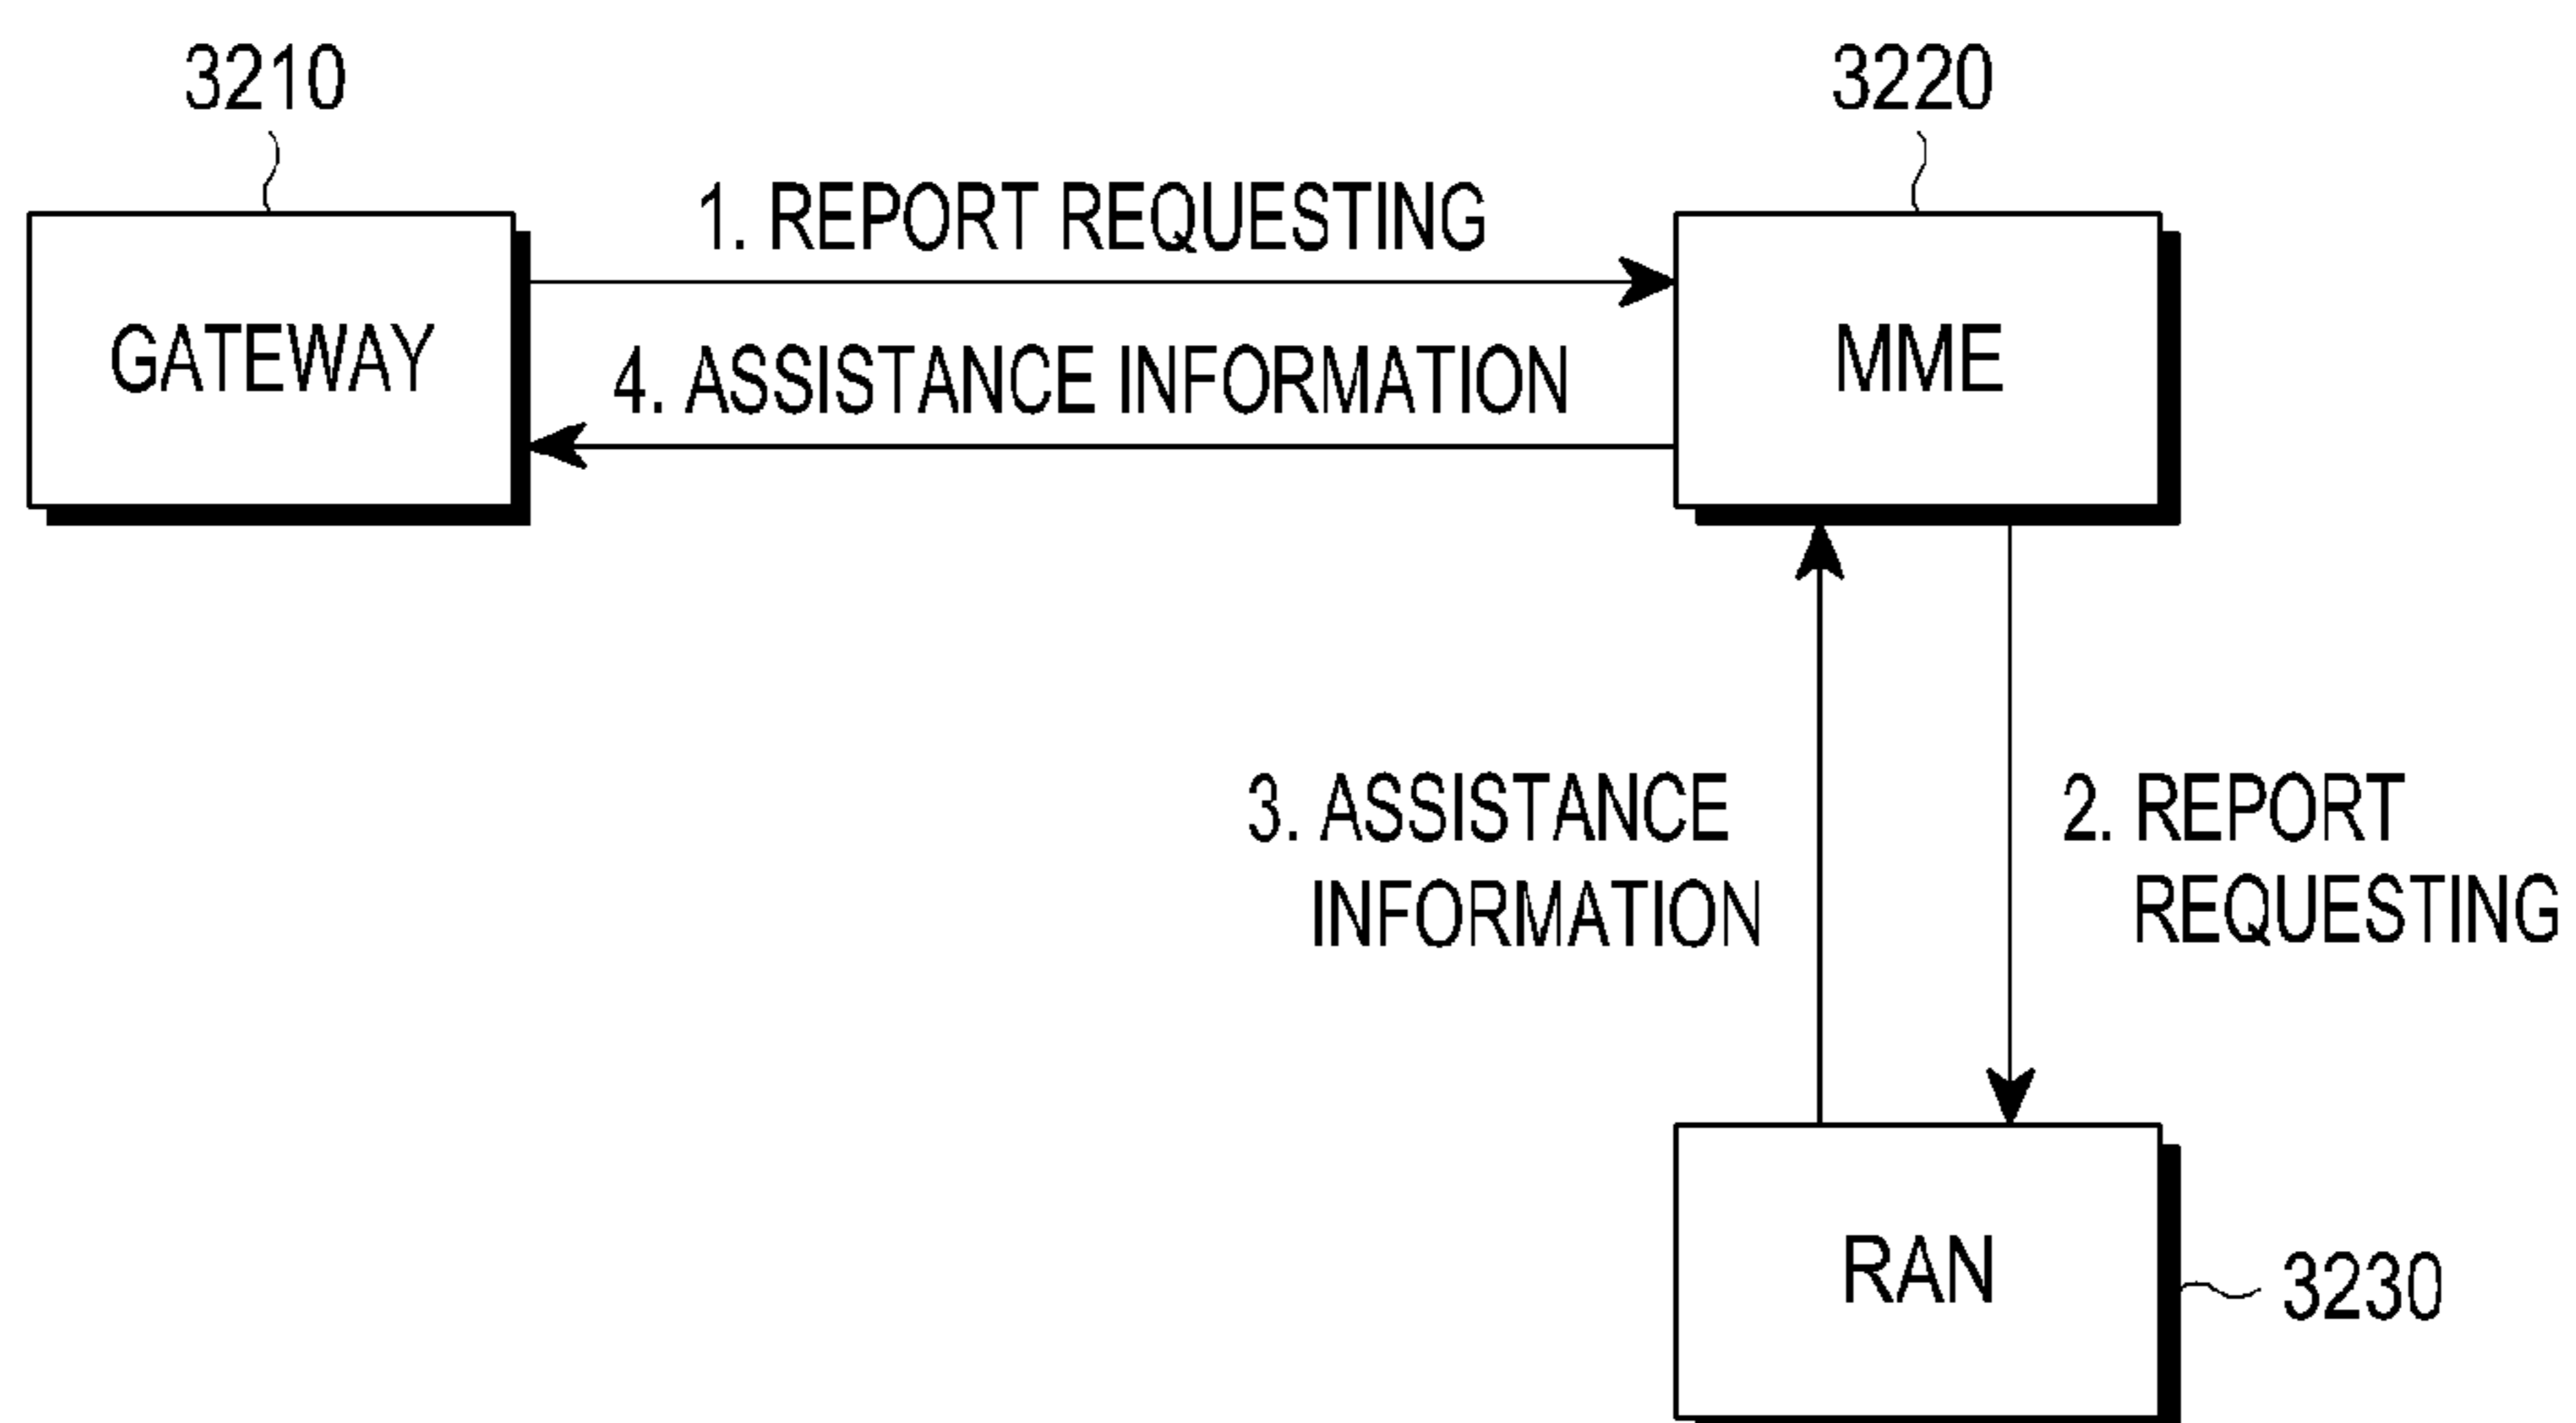 3210
3220
1. REPORT REQUESTING
GATEWAY
4. ASSISTANCE INFORMATION
MME
3. ASSISTANCE
INFORMATION
2. REPORT
REQUESTING
RAN
3230